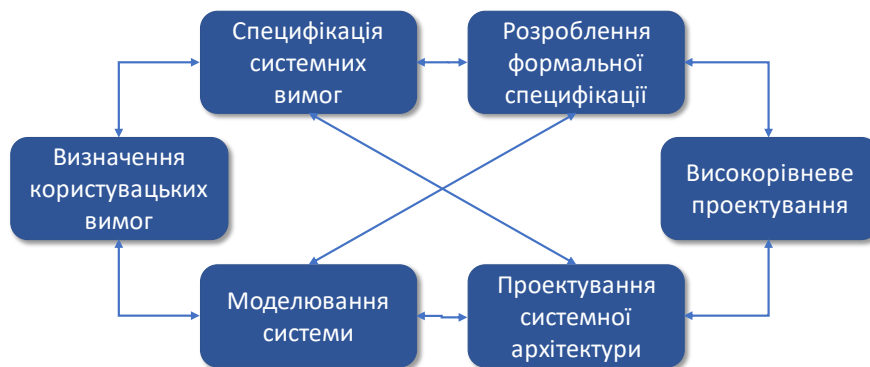 Специфікація
системних
вимог
Розроблення
формальної
специфікації
Визначення
користувацьких
вимог
Високорівневе
проектування
Моделювання
системи
Проектування
системної
архітектури